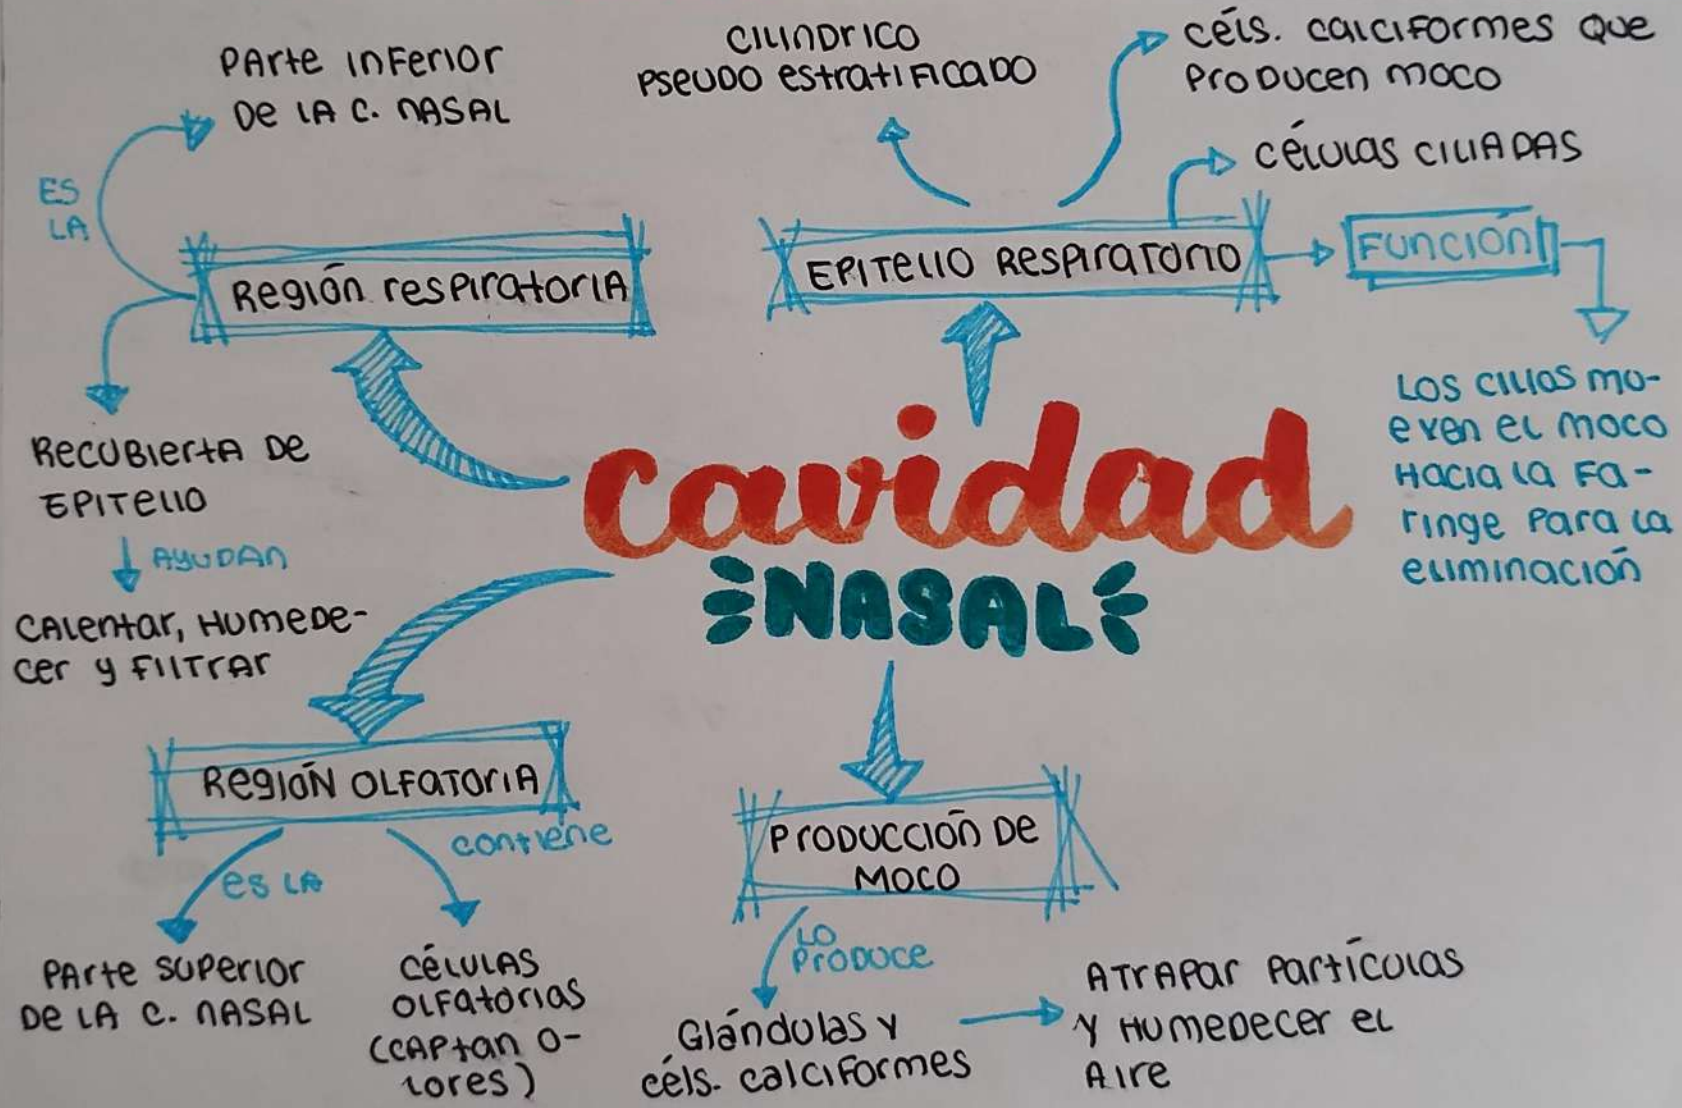 cavidad
NASAL
Región respiratoria
ES
LA
Parte inferior
de la c. nasal
Recubierta de
epitelio
ayudan
Calentar, humede-
cer y filtrar
Epitelio respiratorio
cilindrico
pseudo estratificado
céls. calciformes que
producen moco
células ciliadas
Función
Los cilios mu-
even el moco
hacia la fa-
ringe para la
eliminación
Región olfatoria
es la
Parte superior
de la c. nasal
contiene
células
olfatorias
(captan o-
lores)
Producción de
moco
Lo
produce
Glándulas y
céls. calciformes
Atrapar partículas
y humedecer el
aire